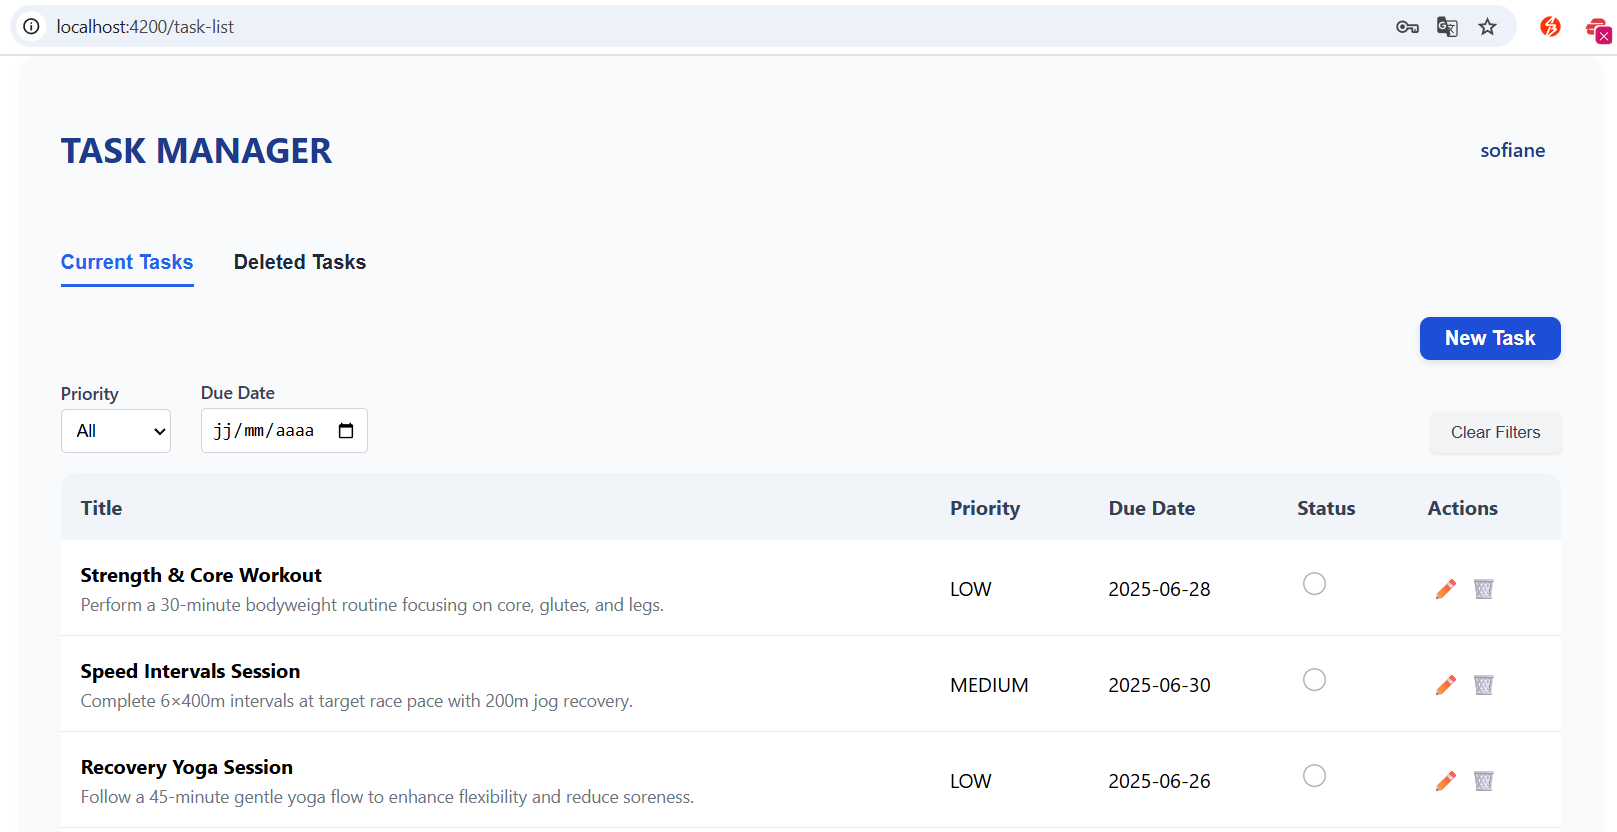 localhost:4200/task-list
TASK MANAGER
sofiane
Current Tasks
Deleted Tasks
New Task
Priority
Due Date
All
jj/mm/aaaa
Clear Filters
Title Priority Due Date Status Actions
Strength & Core Workout
Perform a 30-minute bodyweight routine focusing on core, glutes, and legs.
LOW
2025-06-28
Speed Intervals Session
Complete 6×400m intervals at target race pace with 200m jog recovery.
MEDIUM
2025-06-30
Recovery Yoga Session
Follow a 45-minute gentle yoga flow to enhance flexibility and reduce soreness.
LOW
2025-06-26